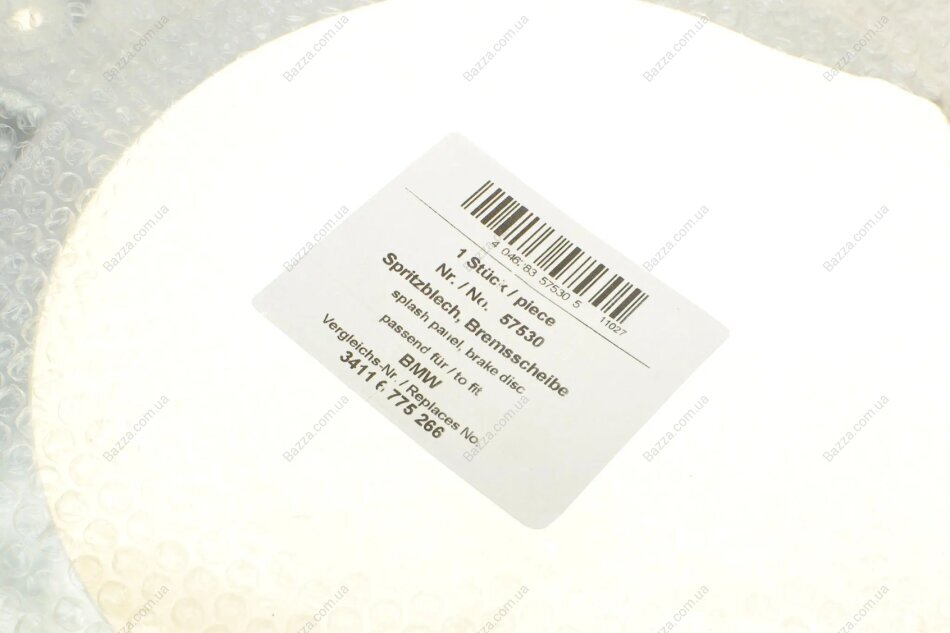 4 046783 57530 5 11027
1 Stück / piece
Nr. / No. 57530
Spritzblech, Bremsscheibe
splash panel, brake disc
passend für / to fit
BMW
Vergleichs-Nr. / Replaces No.
3411 6 775 266
Bazza.com.ua